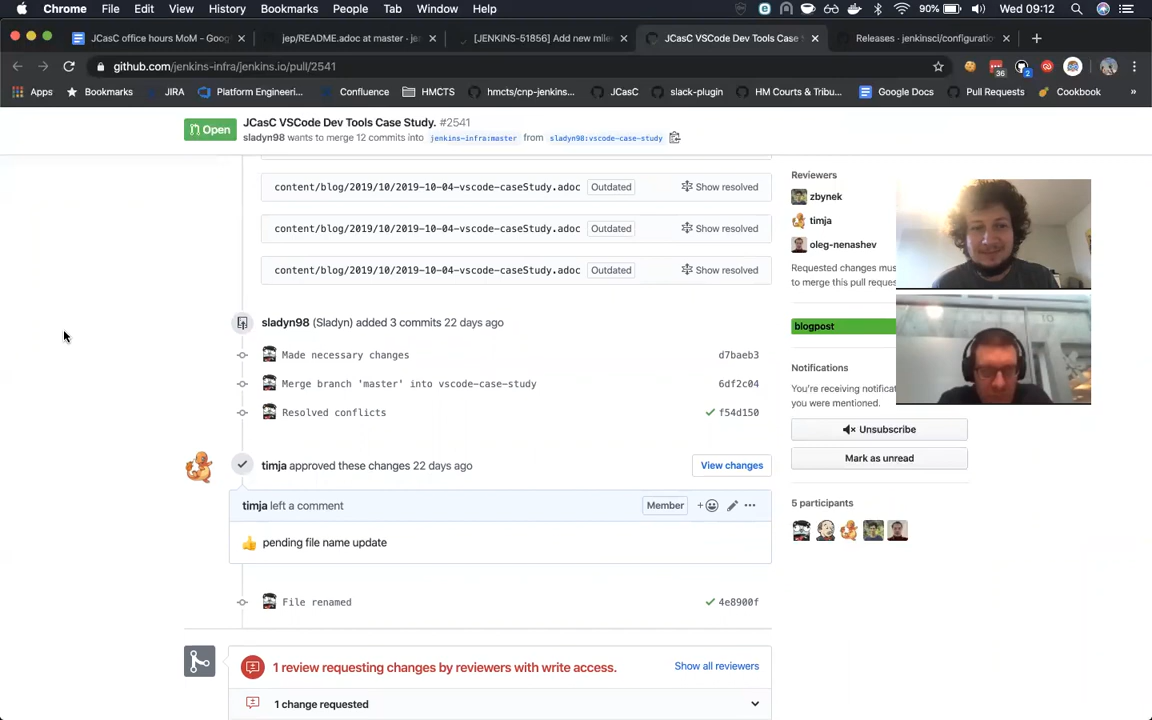 Chrome File Edit View History Bookmarks People Tab Window Help 90% Wed 09:12
JCasC office hours MoM – Goog jep/README.adoc at master · jen [JENKINS-51856] Add new mile JCasC VSCode Dev Tools Case Releases · jenkinsci/configuratio
github.com/jenkins-infra/jenkins.io/pull/2541 36 2
Apps Bookmarks JIRA Platform Engineeri... Confluence HMCTS hmcts/cnp-jenkins... JCasC slack-plugin HM Courts & Tribu... Google Docs Pull Requests Cookbook »
Open JCasC VSCode Dev Tools Case Study. #2541
sladyn98 wants to merge 12 commits into jenkins-infra:master from sladyn98:vscode-case-study
content/blog/2019/10/2019-10-04-vscode-caseStudy.adoc Outdated Show resolved
content/blog/2019/10/2019-10-04-vscode-caseStudy.adoc Outdated Show resolved
content/blog/2019/10/2019-10-04-vscode-caseStudy.adoc Outdated Show resolved
sladyn98 (Sladyn) added 3 commits 22 days ago
Made necessary changes d7baeb3
Merge branch 'master' into vscode-case-study 6df2c04
Resolved conflicts f54d150
timja approved these changes 22 days ago View changes
timja left a comment Member
pending file name update
File renamed 4e8900f
1 review requesting changes by reviewers with write access. Show all reviewers
1 change requested
Reviewers
zbynek
timja
oleg-nenashev
Requested changes mus
to merge this pull reque
blogpost
Notifications
You're receiving notificat
you were mentioned.
Unsubscribe
Mark as unread
5 participants